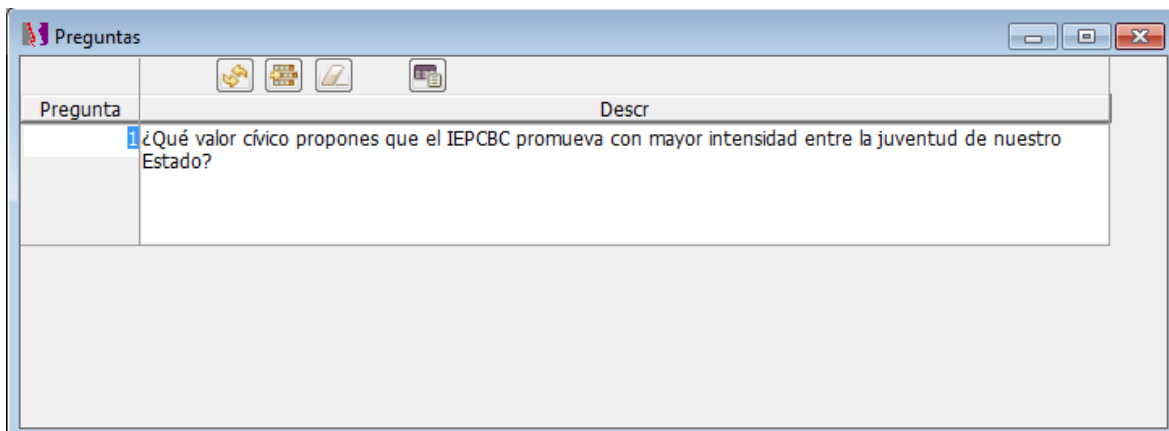 Preguntas
Pregunta Descr
1 ¿Qué valor cívico propones que el IEPCBC promueva con mayor intensidad entre la juventud de nuestro
Estado?